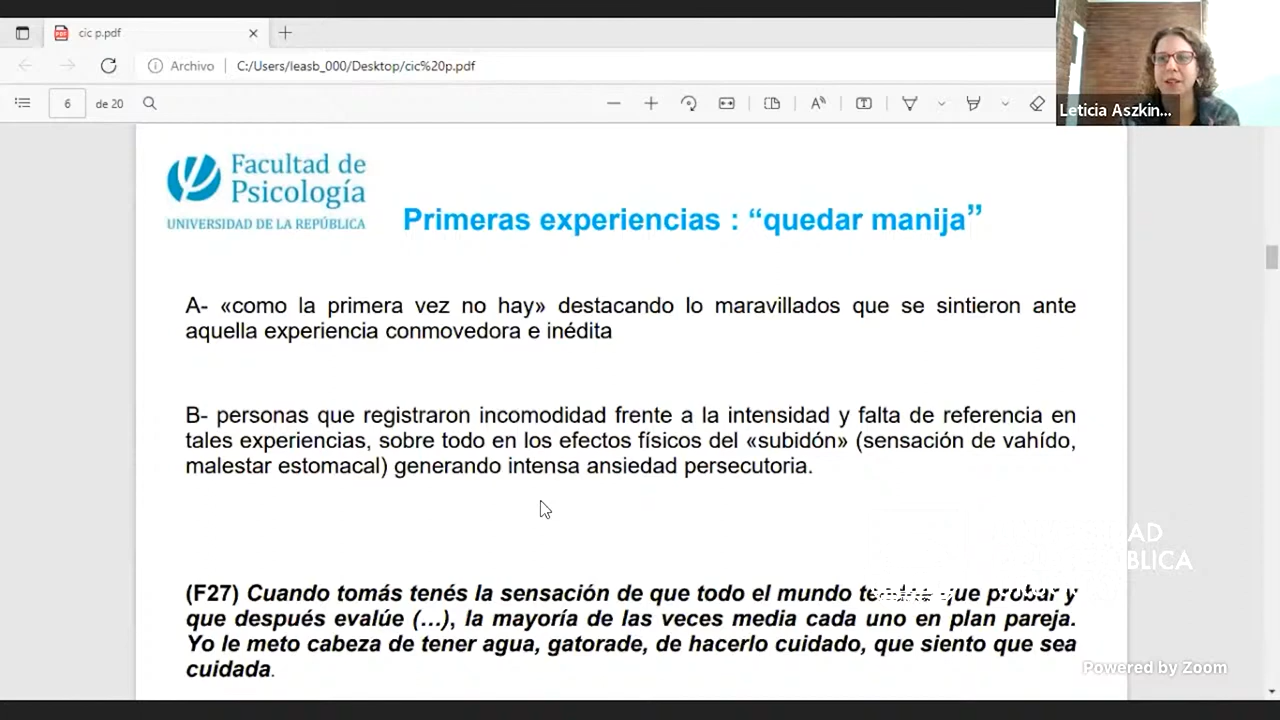 cic p.pdf
Archivo
C:/Users/leasb_000/Desktop/cic%20p.pdf
6
de 20
Leticia Aszkin...
Facultad de
Psicología
UNIVERSIDAD DE LA REPÚBLICA
Primeras experiencias : “quedar manija”
A- «como la primera vez no hay» destacando lo maravillados que se sintieron ante
aquella experiencia conmovedora e inédita
B- personas que registraron incomodidad frente a la intensidad y falta de referencia en
tales experiencias, sobre todo en los efectos físicos del «subidón» (sensación de vahído,
malestar estomacal) generando intensa ansiedad persecutoria.
AD
BLICA
(F27) Cuando tomás tenés la sensación de que todo el mundo que probar y
que después evalúe (...), la mayoría de las veces media cada uno en plan pareja.
Yo le meto cabeza de tener agua, gatorade, de hacerlo cuidado, que siento que sea
cuidada.
Powered by Zoom